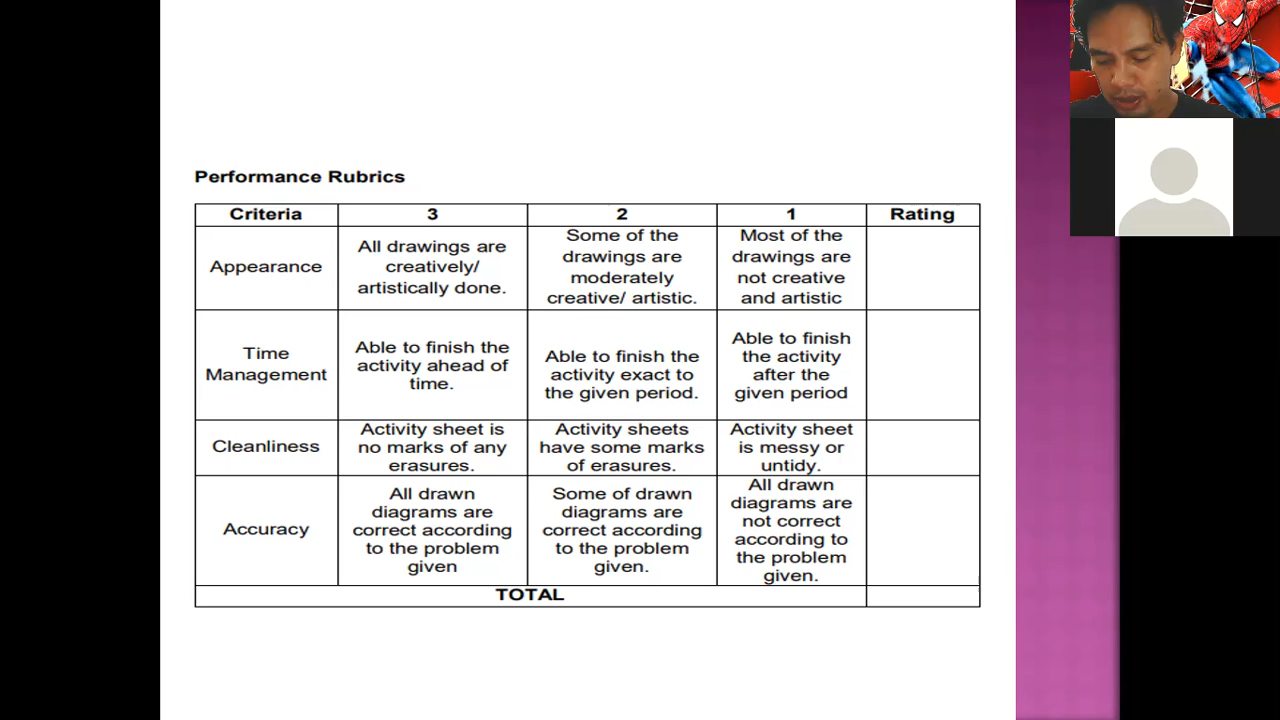 Performance Rubrics
Criteria 3 2 1 Rating
Appearance
All drawings are
creatively/
artistically done.
Some of the
drawings are
moderately
creative/ artistic.
Most of the
drawings are
not creative
and artistic
Time
Management
Able to finish the
activity ahead of
time.
Able to finish the
activity exact to
the given period.
Able to finish
the activity
after the
given period
Cleanliness
Activity sheet is
no marks of any
erasures.
Activity sheets
have some marks
of erasures.
Activity sheet
is messy or
untidy.
Accuracy
All drawn
diagrams are
correct according
to the problem
given
Some of drawn
diagrams are
correct according
to the problem
given.
All drawn
diagrams are
not correct
according to
the problem
given.
TOTAL